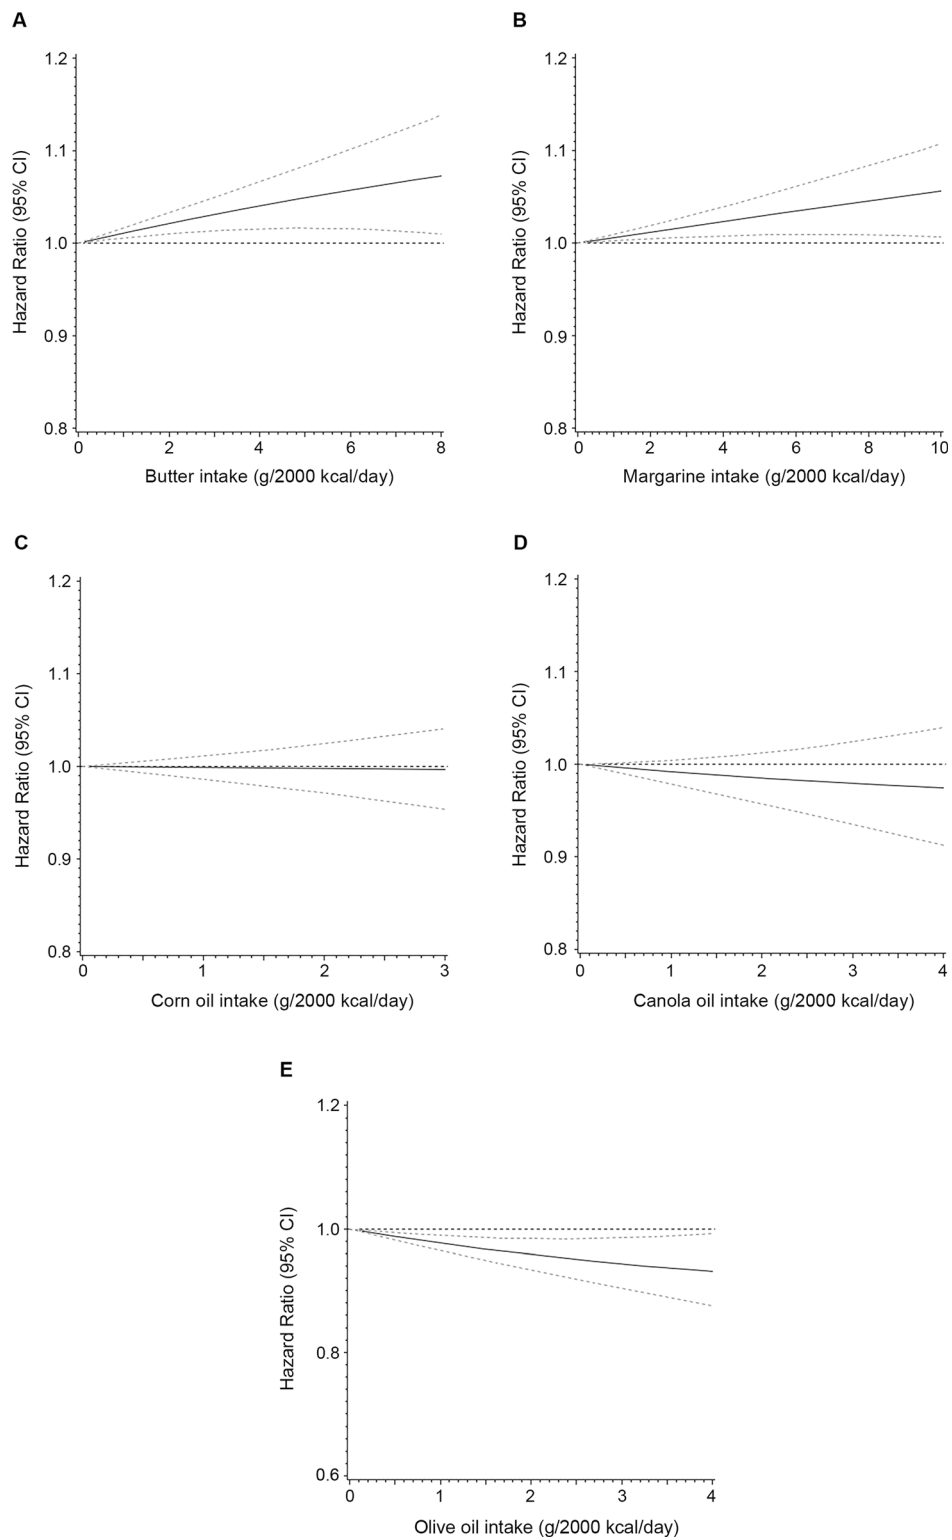 A
B
1.2
1.1
1.0
0.9
0.8
Hazard Ratio (95% CI)
0 2 4 6 8
Butter intake (g/2000 kcal/day)
1.2
1.1
1.0
0.9
0.8
Hazard Ratio (95% CI)
0 2 4 6 8 10
Margarine intake (g/2000 kcal/day)
C
D
1.2
1.1
1.0
0.9
0.8
Hazard Ratio (95% CI)
0 1 2 3
Corn oil intake (g/2000 kcal/day)
1.2
1.1
1.0
0.9
0.8
Hazard Ratio (95% CI)
0 1 2 3 4
Canola oil intake (g/2000 kcal/day)
E
1.2
1.0
0.8
0.6
Hazard Ratio (95% CI)
0 1 2 3 4
Olive oil intake (g/2000 kcal/day)